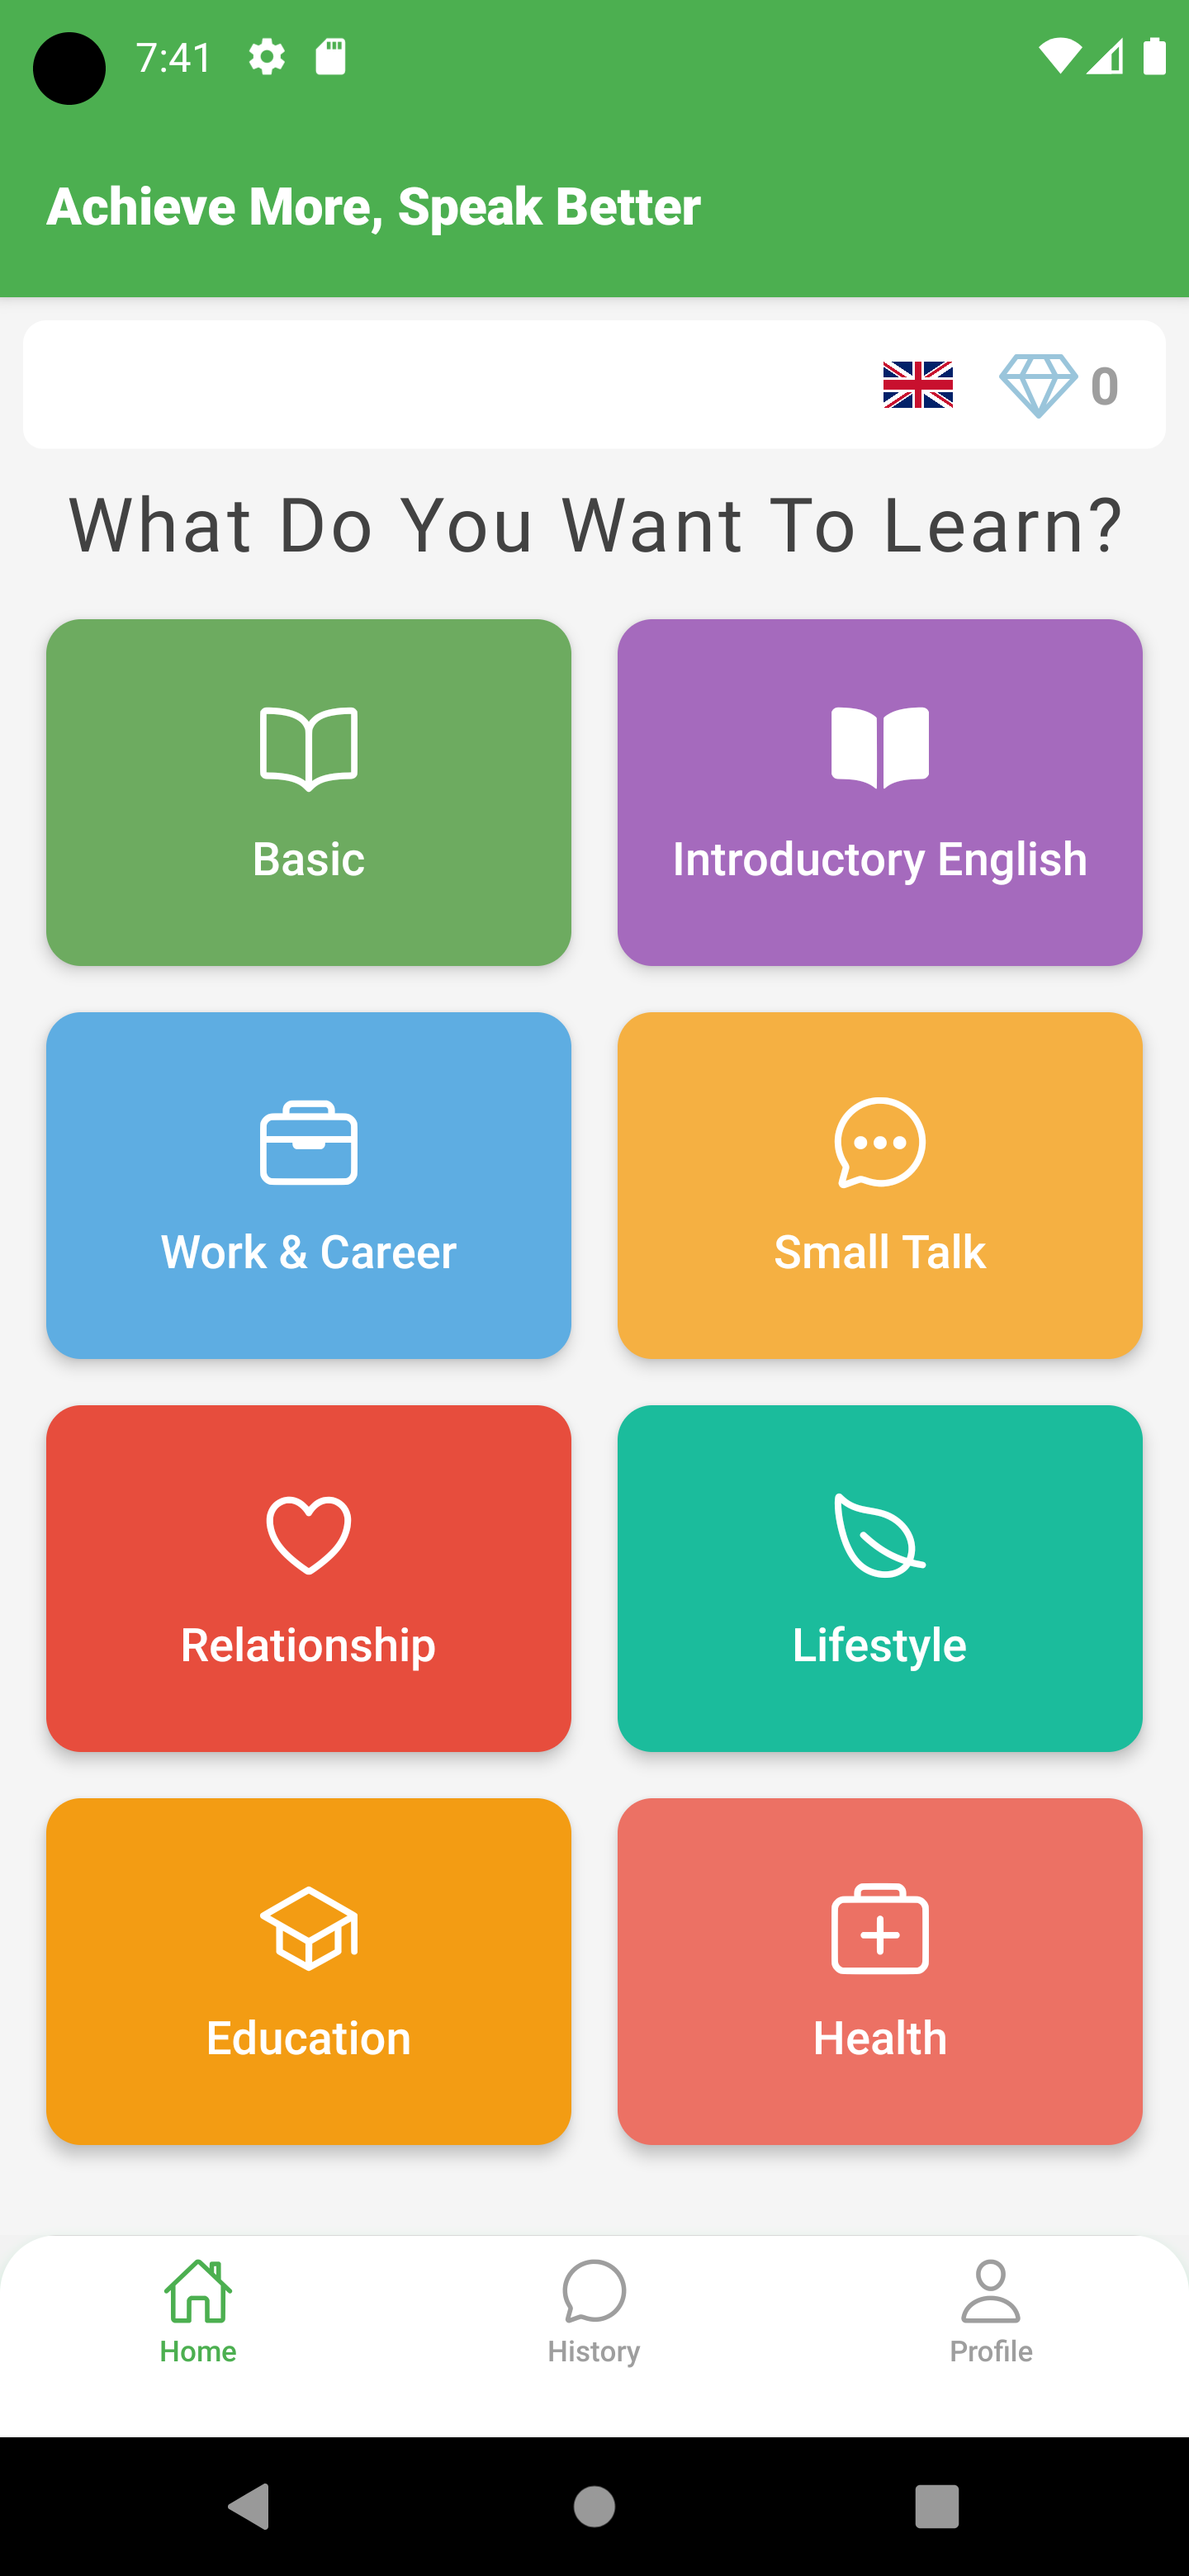 7:41
Achieve More, Speak Better
0
What Do You Want To Learn?
Basic
Introductory English
Work & Career
Small Talk
Relationship
Lifestyle
Education
Health
Home
History
Profile